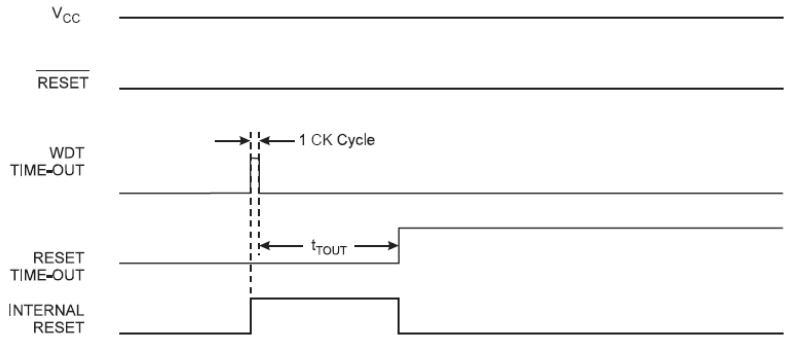 VCC
RESET
WDT
TIME-OUT
1 CK Cycle
RESET
TIME-OUT
tTOUT
INTERNAL
RESET